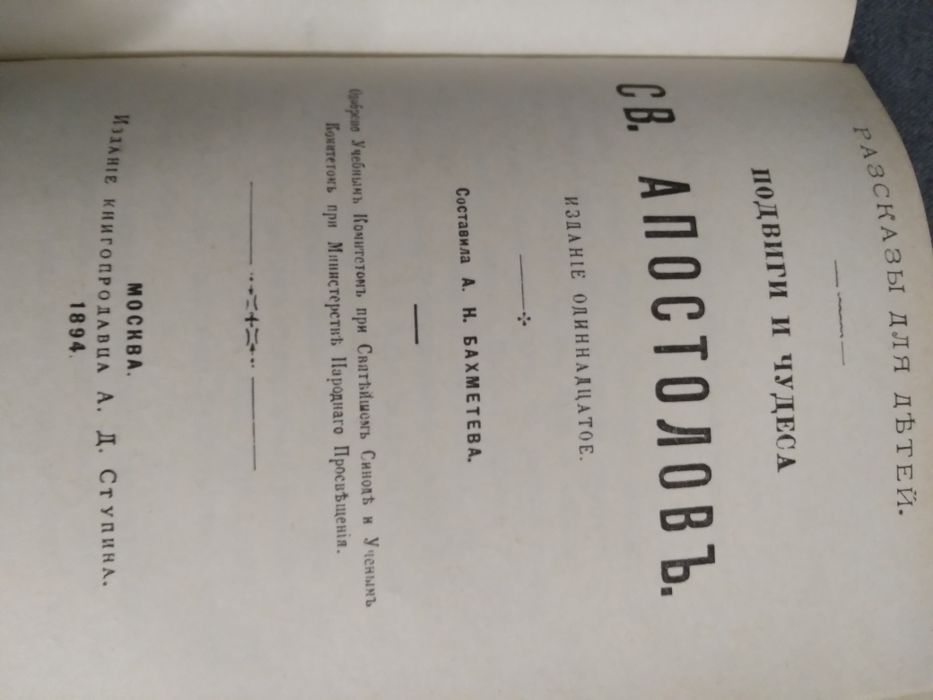 РАЗСКАЗЫ ДЛЯ ДѢТЕЙ.
ПОДВИГИ И ЧУДЕСА
СВ. АПОСТОЛОВЪ.
ИЗДАНІЕ ОДИННАДЦАТОЕ.
Составила А. Н. БАХМЕТЕВА.
Одобрено Учебнымъ Комитетомъ при Святѣйшемъ Синодѣ и Ученымъ
Комитетомъ при Министерствѣ Народнаго Просвѣщенія.
МОСКВА.
Изданіе книгопродавца А. Д. Ступина.
1894.